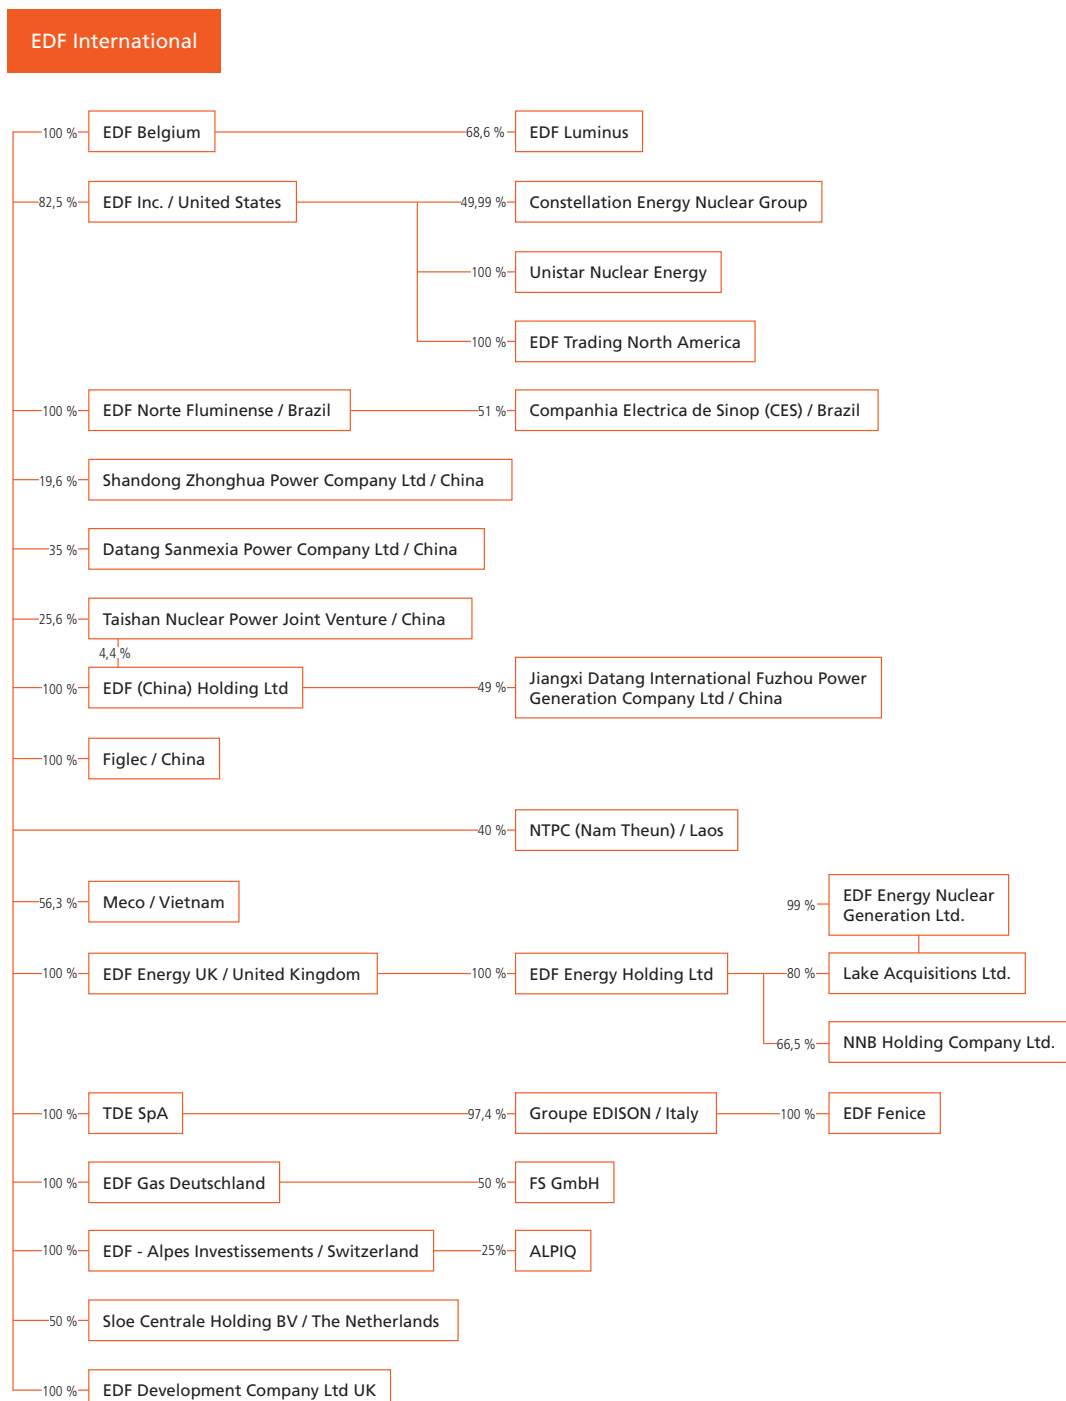 EDF International
100 % EDF Belgium 68,6 % EDF Luminus
82,5 % EDF Inc. / United States 49,99 % Constellation Energy Nuclear Group
100 % Unistar Nuclear Energy
100 % EDF Trading North America
100 % EDF Norte Fluminense / Brazil 51 % Companhia Electrica de Sinop (CES) / Brazil
19,6 % Shandong Zhonghua Power Company Ltd / China
35 % Datang Sanmexia Power Company Ltd / China
25,6 % Taishan Nuclear Power Joint Venture / China
4,4 %
100 % EDF (China) Holding Ltd 49 % Jiangxi Datang International Fuzhou Power
Generation Company Ltd / China
100 % Figlec / China
40 % NTPC (Nam Theun) / Laos
56,3 % Meco / Vietnam
99 % EDF Energy Nuclear
Generation Ltd.
100 % EDF Energy UK / United Kingdom 100 % EDF Energy Holding Ltd 80 % Lake Acquisitions Ltd.
66,5 % NNB Holding Company Ltd.
100 % TDE SpA 97,4 % Groupe EDISON / Italy 100 % EDF Fenice
100 % EDF Gas Deutschland 50 % FS GmbH
100 % EDF - Alpes Investissements / Switzerland 25% ALPIQ
50 % Sloe Centrale Holding BV / The Netherlands
100 % EDF Development Company Ltd UK